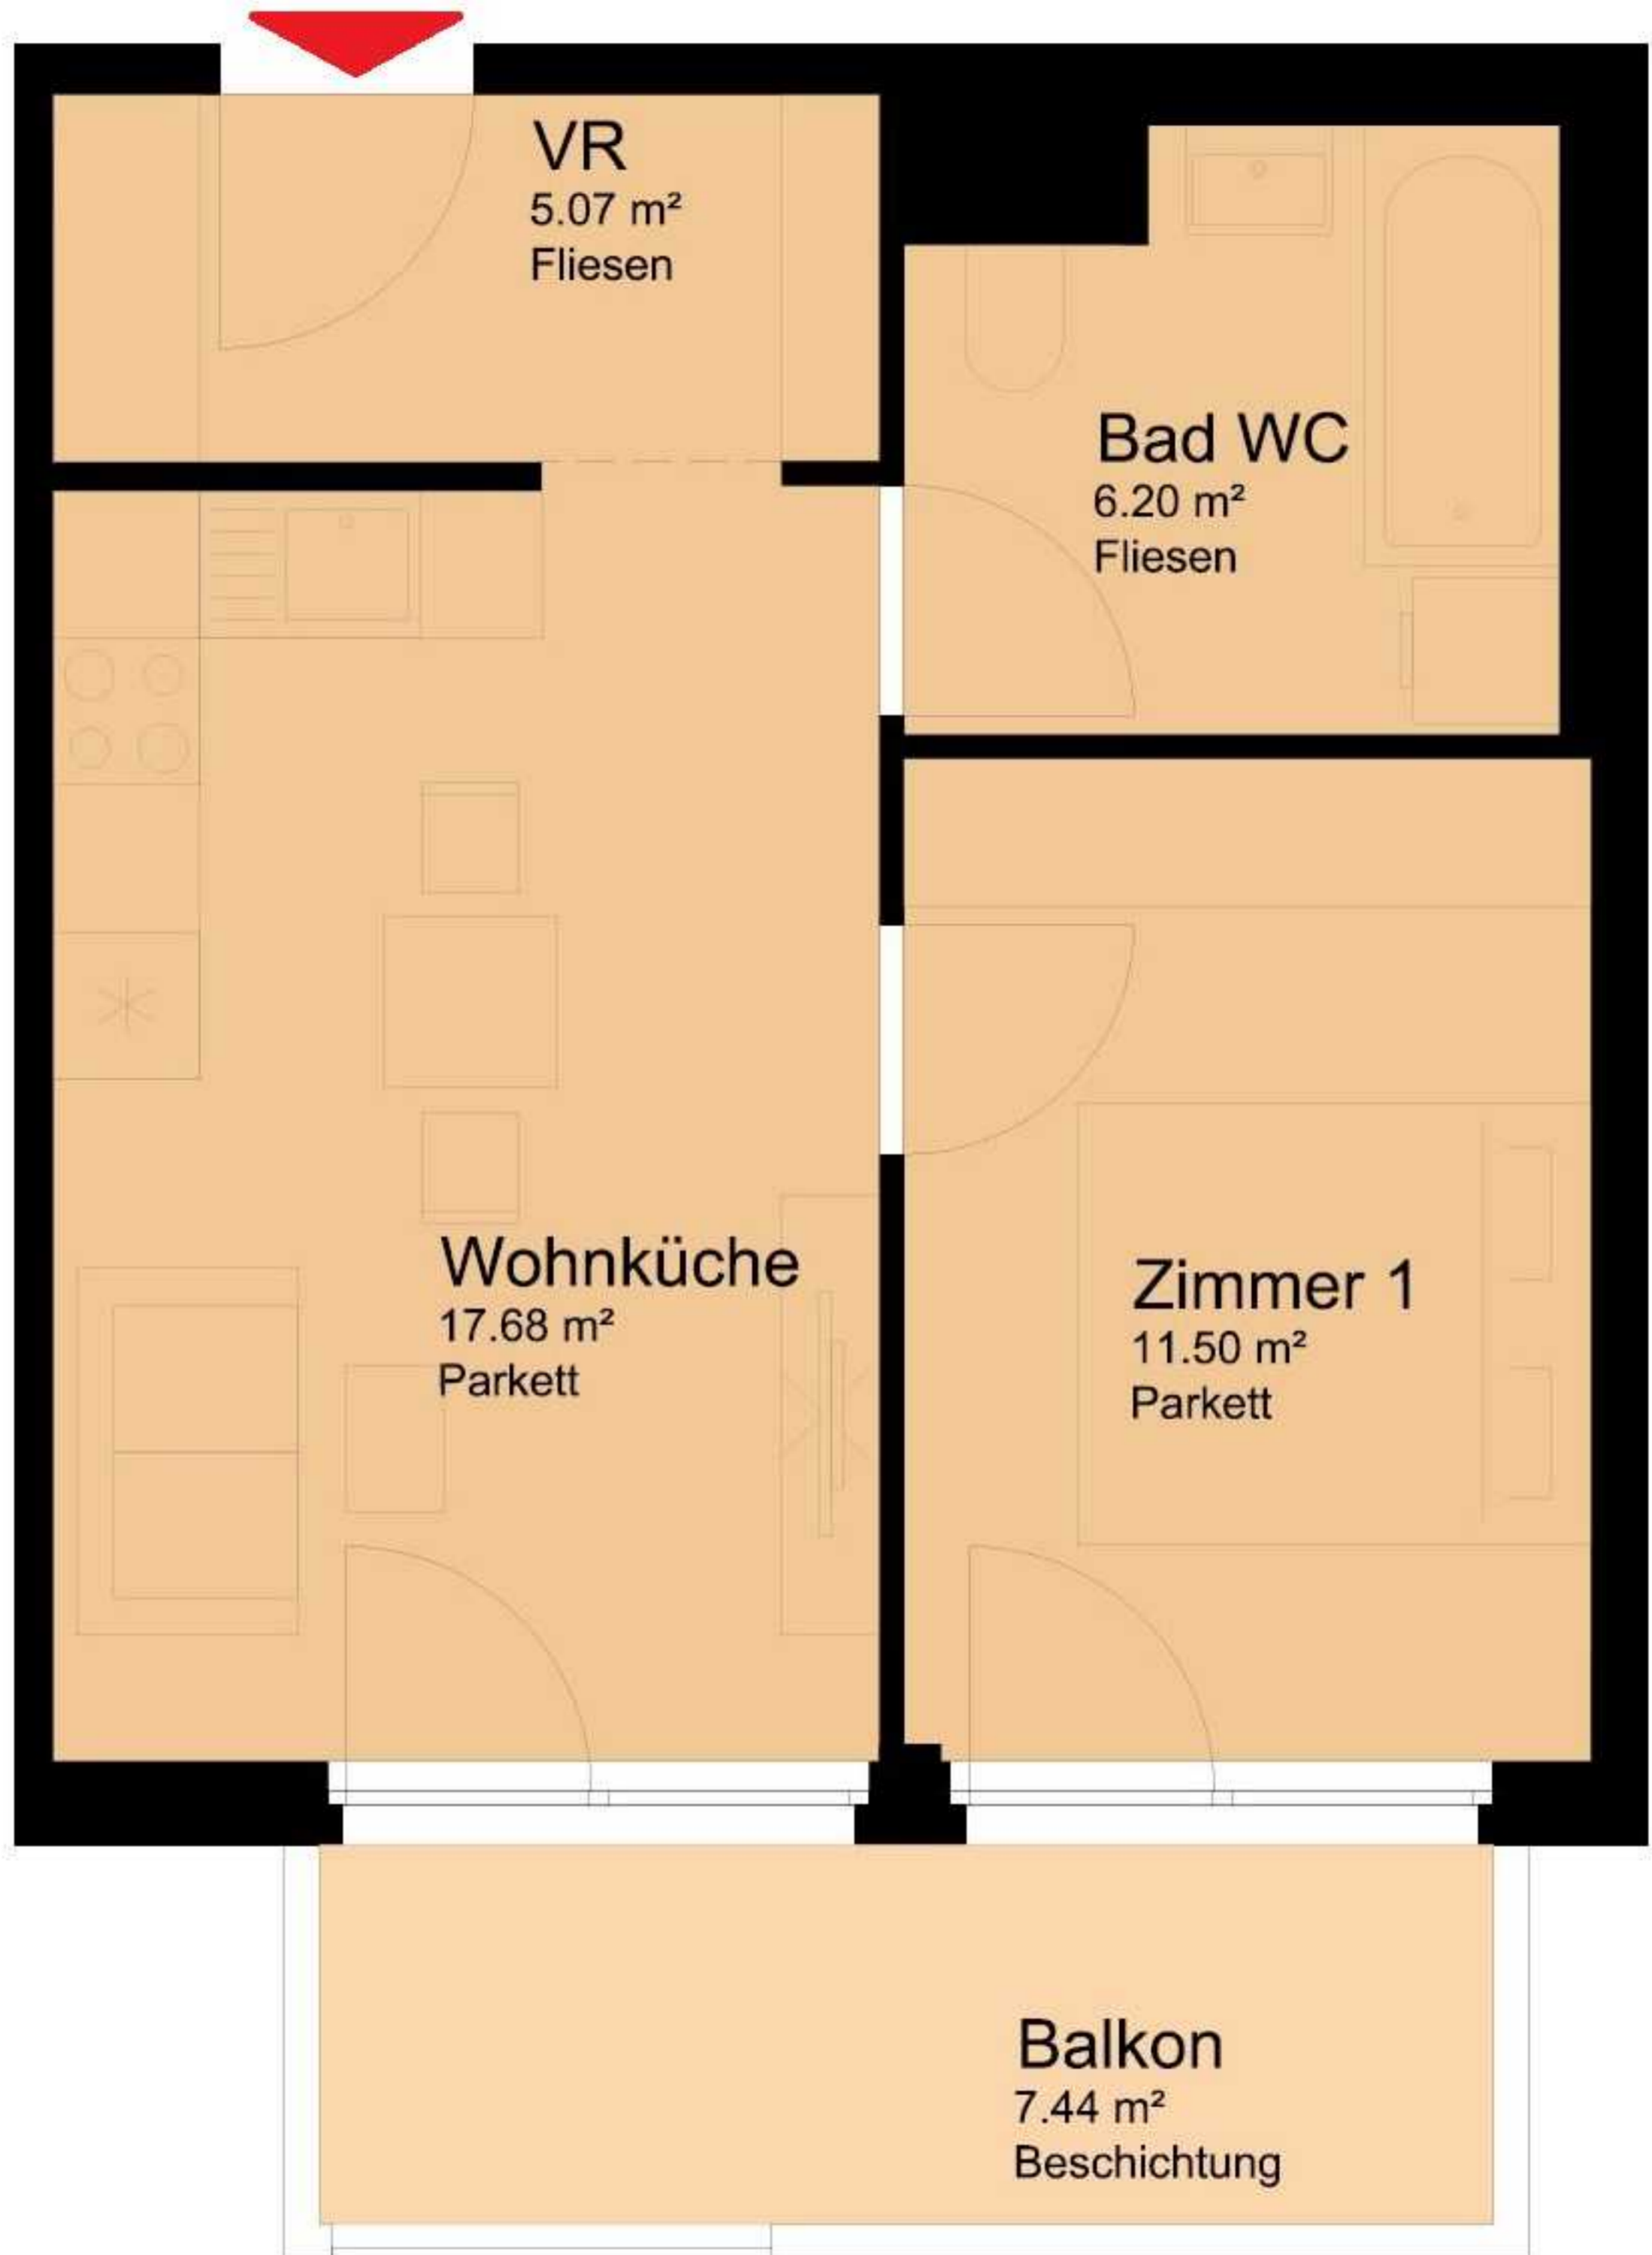 VR
5.07 m²
Fliesen
Bad WC
6.20 m²
Fliesen
Wohnküche
17.68 m²
Parkett
Zimmer 1
11.50 m²
Parkett
Balkon
7.44 m²
Beschichtung